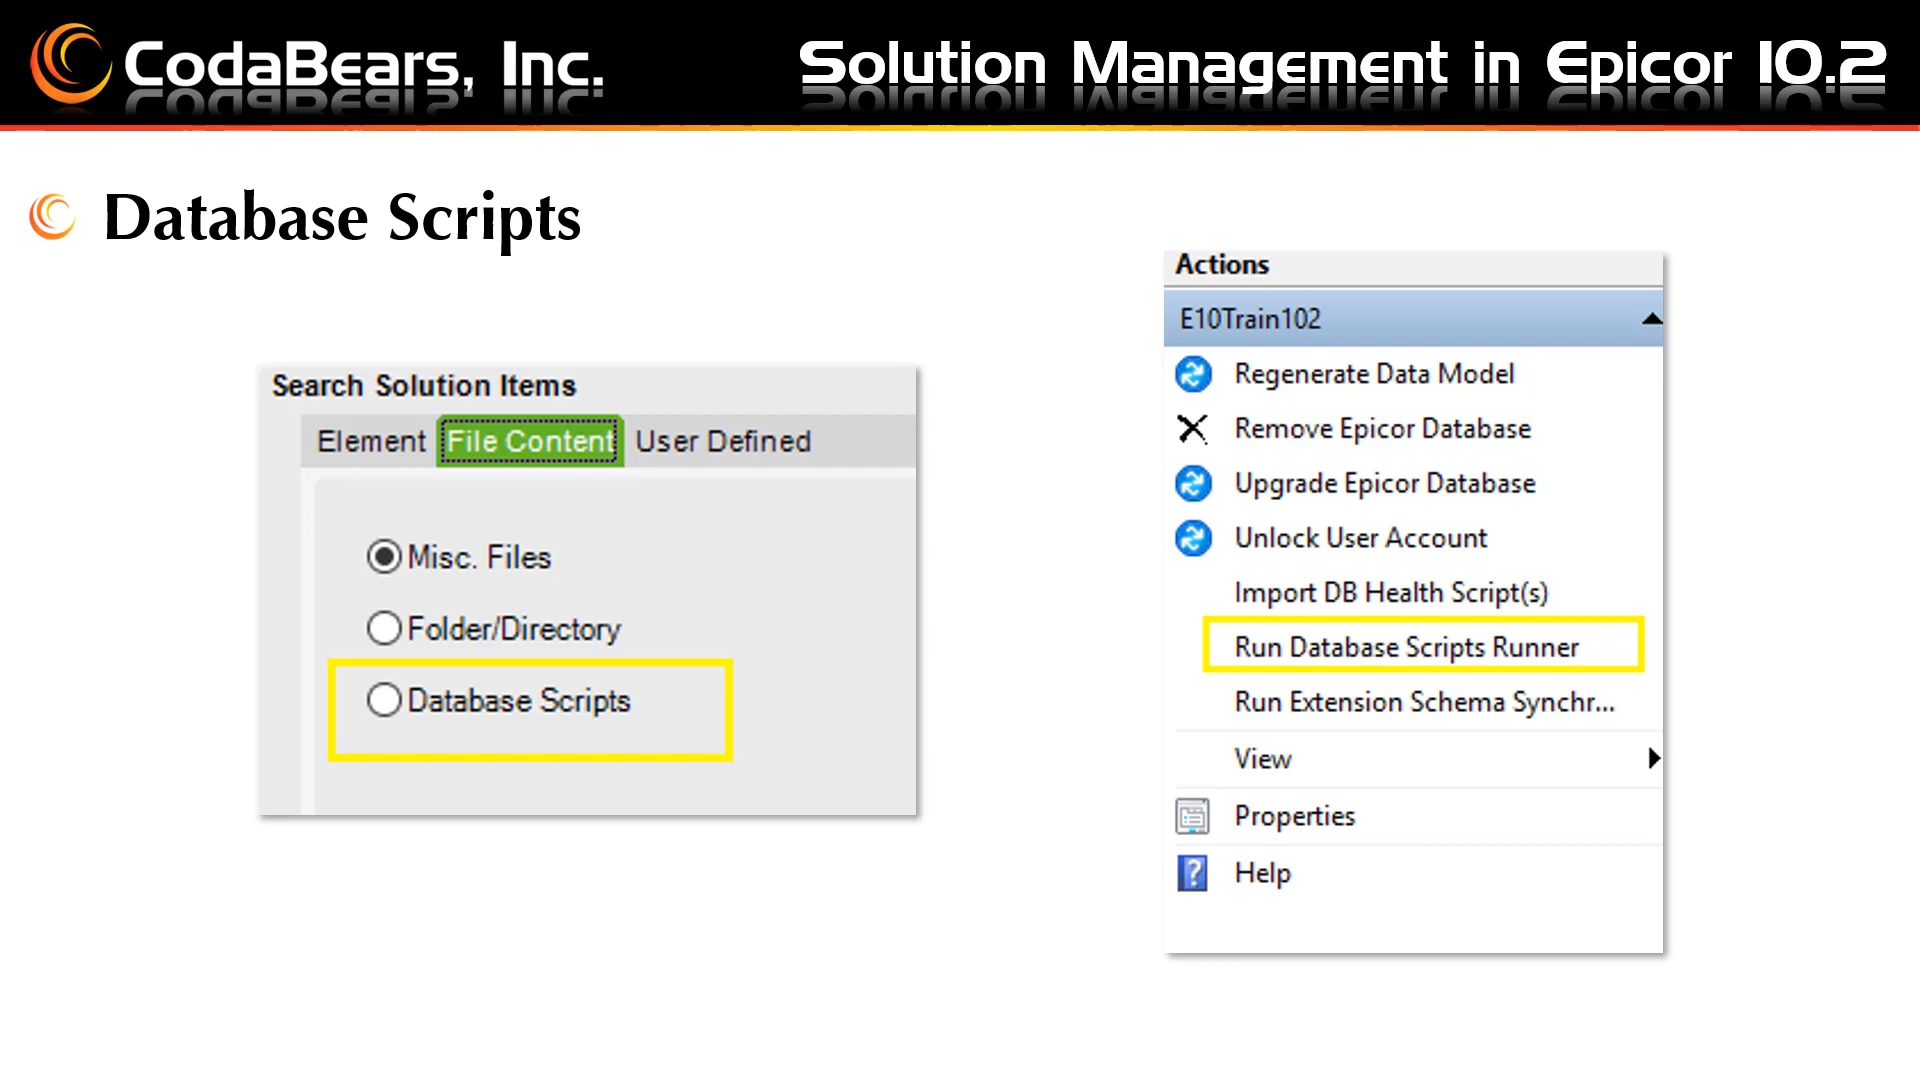 CodaBears, Inc.
Solution Management in Epicor 10.2
Database Scripts
Search Solution Items
Element File Content User Defined
Misc. Files
Folder/Directory
Database Scripts
Actions
E10Train102
Regenerate Data Model
Remove Epicor Database
Upgrade Epicor Database
Unlock User Account
Import DB Health Script(s)
Run Database Scripts Runner
Run Extension Schema Synchr...
View
Properties
Help